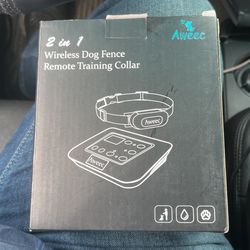 2 in 1
Aweec
Wireless Dog Fence
Remote Training Collar
Aweec
Aweec